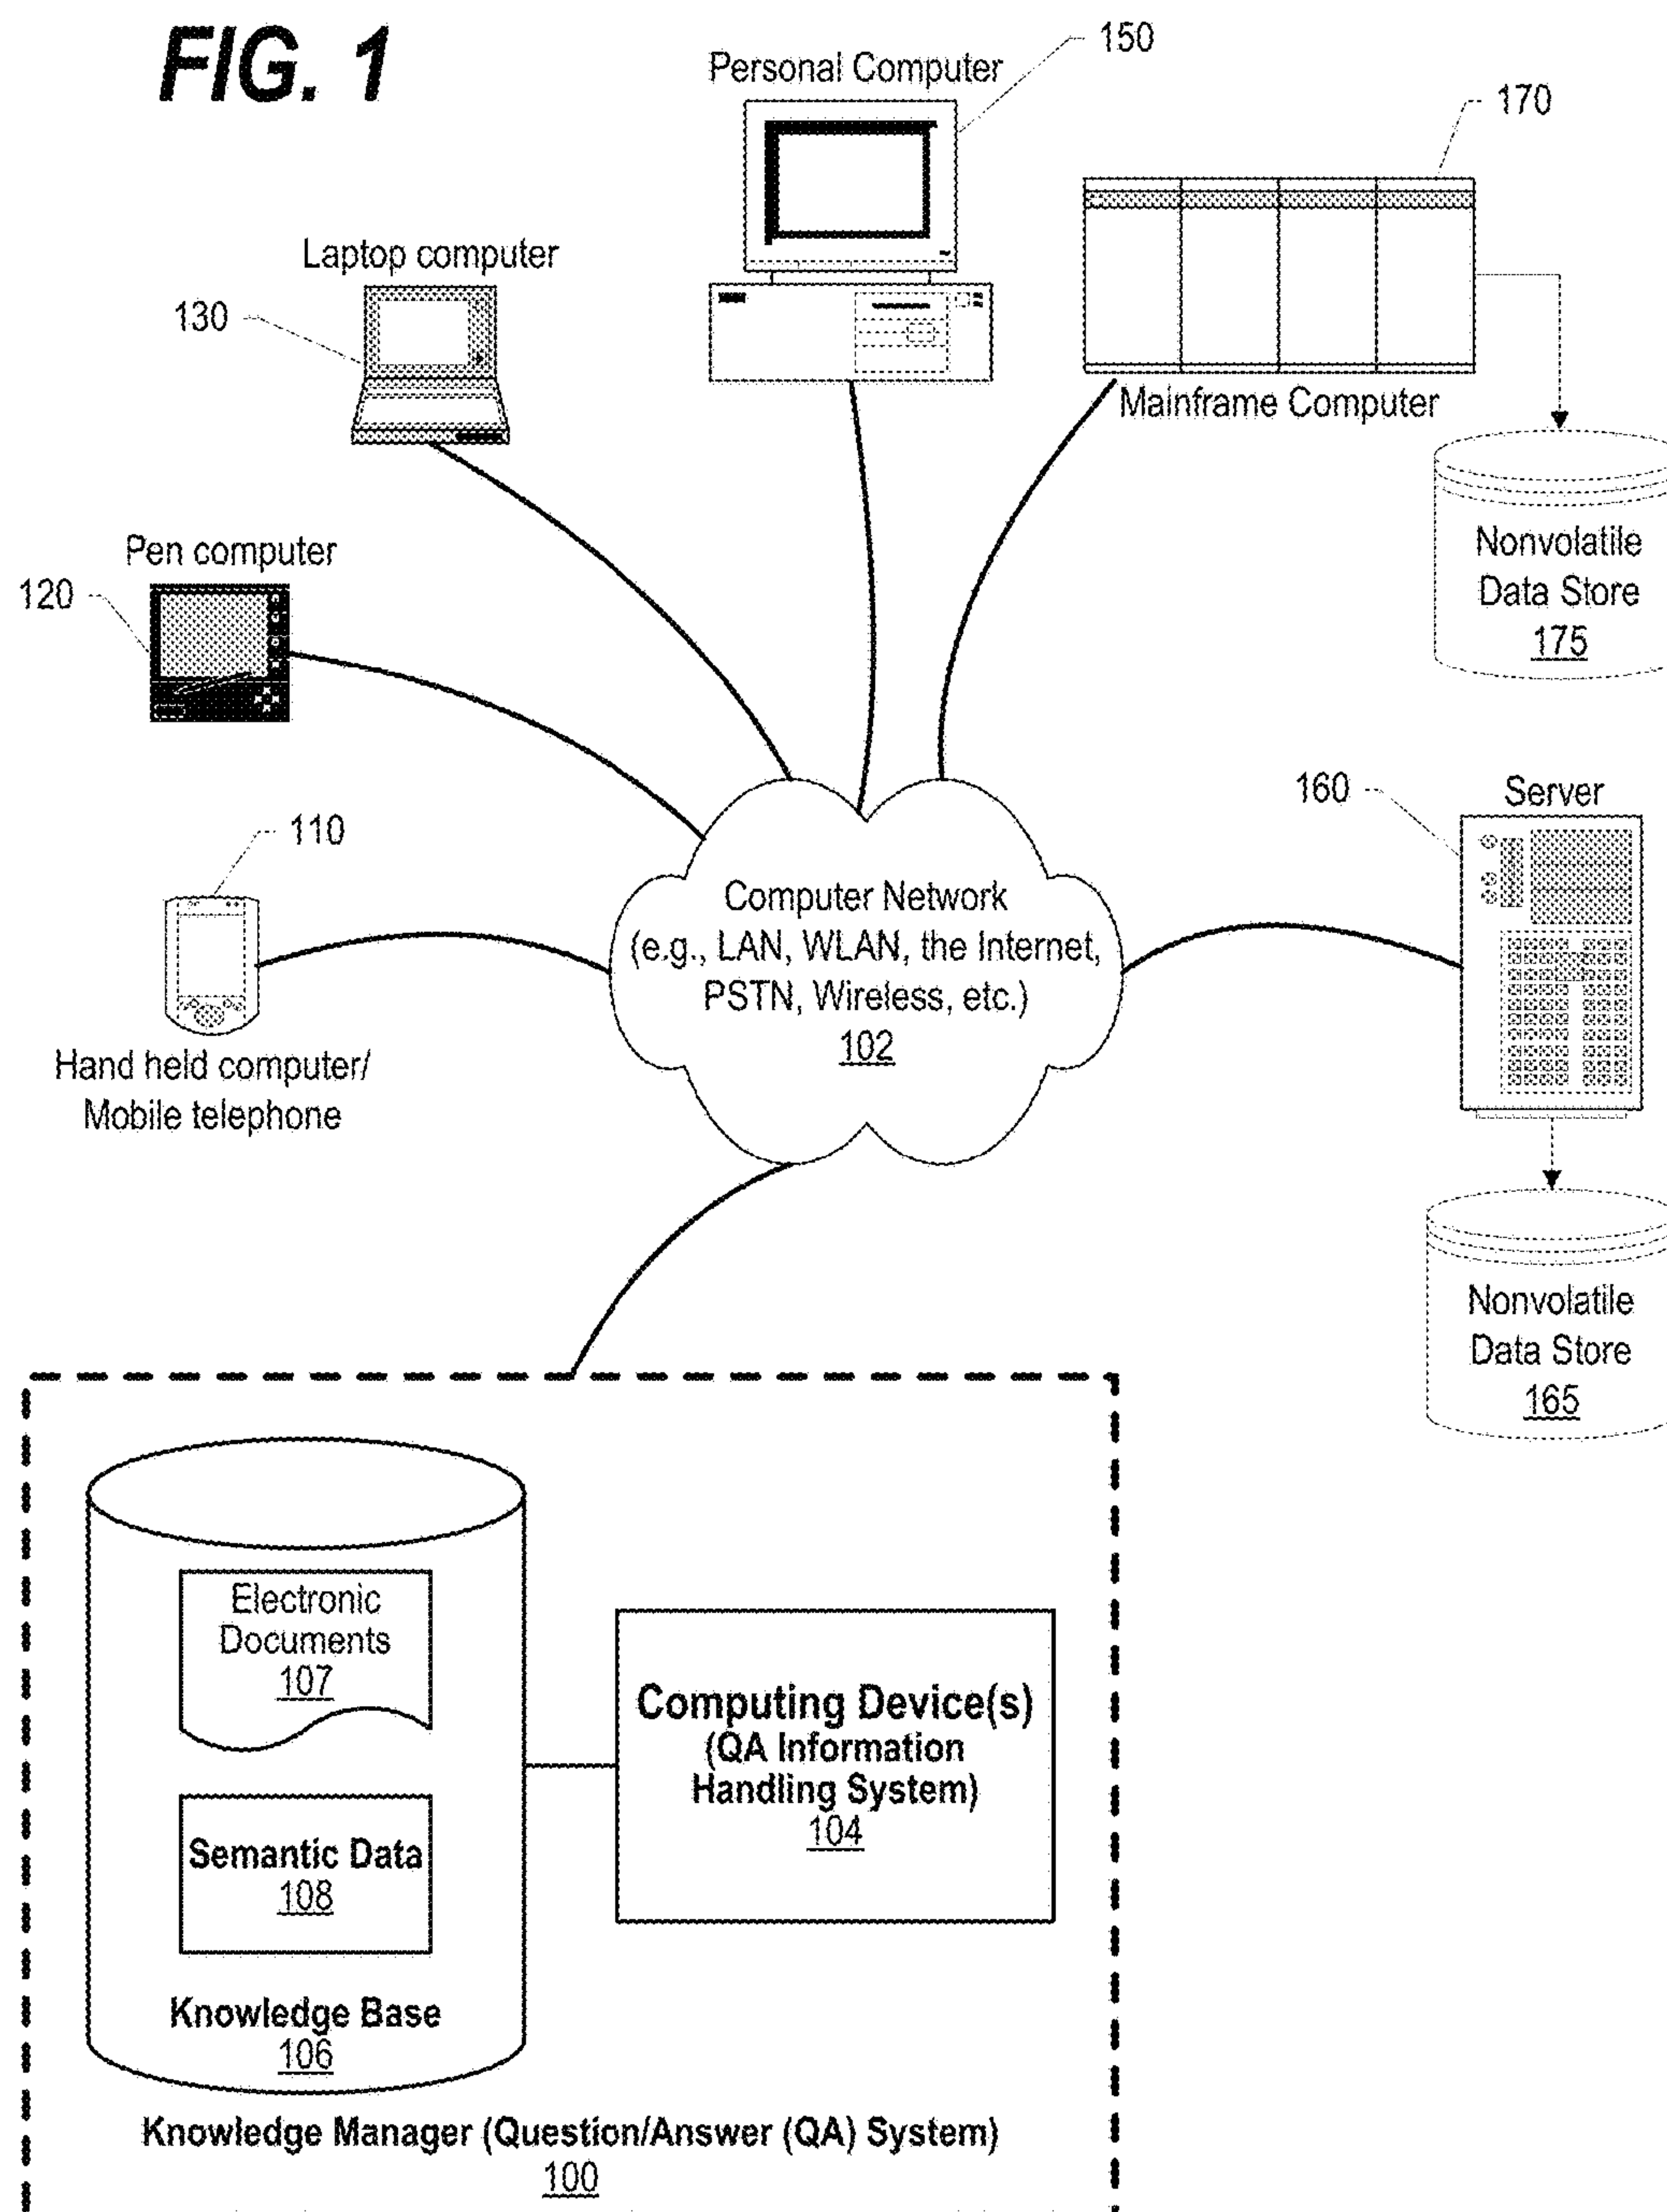 FIG. 1
Personal Computer
150
170
Laptop computer
130
Mainframe Computer
Nonvolatile
Data Store
175
Pen computer
120
160
Server
110
Computer Network
(e.g., LAN, WLAN, the Internet,
PSTN, Wireless, etc.)
102
Hand held computer/
Mobile telephone
Nonvolatile
Data Store
165
Electronic
Documents
107
Semantic Data
108
Knowledge Base
106
Computing Device(s)
(QA Information
Handling System)
104
Knowledge Manager (Question/Answer (QA) System)
100